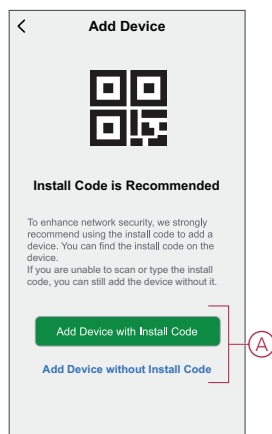 Add Device
Install Code is Recommended
To enhance network security, we strongly
recommend using the install code to add a
device. You can find the install code on the
device.
If you are unable to scan or type the install
code, you can still add the device without it.
Add Device with Install Code
A
Add Device without Install Code